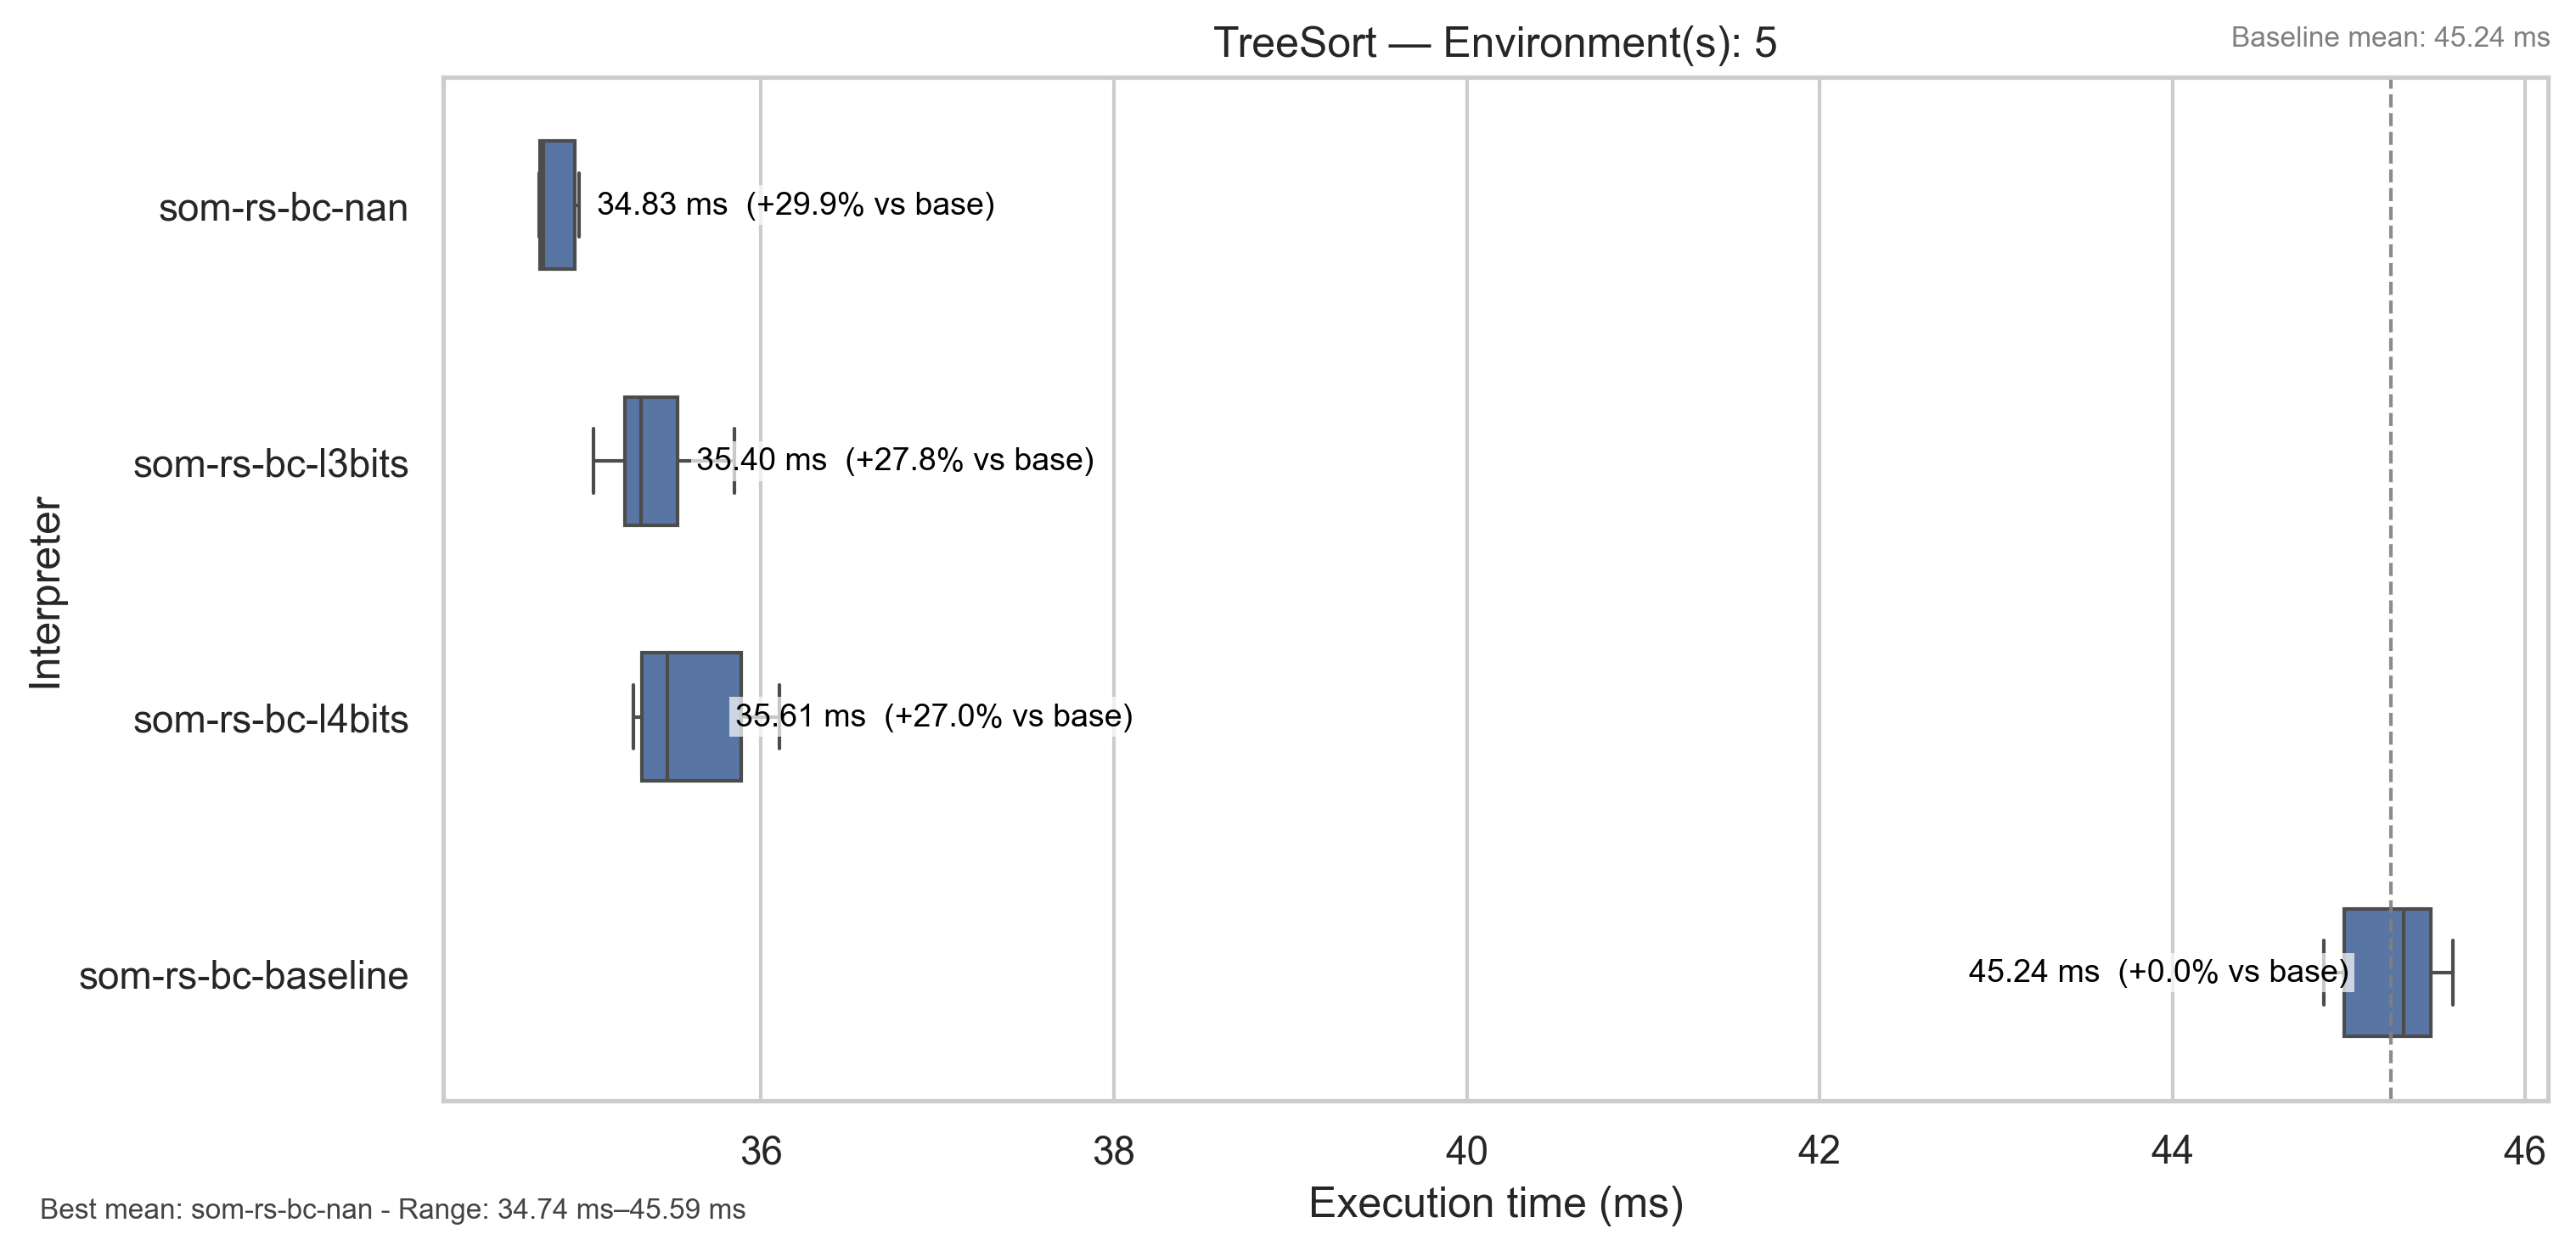 TreeSort — Environment(s): 5
Baseline mean: 45.24 ms
som-rs-bc-nan
34.83 ms (+29.9% vs base)
som-rs-bc-l3bits
35.40 ms (+27.8% vs base)
Interpreter
som-rs-bc-l4bits
35.61 ms (+27.0% vs base)
som-rs-bc-baseline
45.24 ms (+0.0% vs base)
36 38 40 42 44 46
Execution time (ms)
Best mean: som-rs-bc-nan - Range: 34.74 ms–45.59 ms